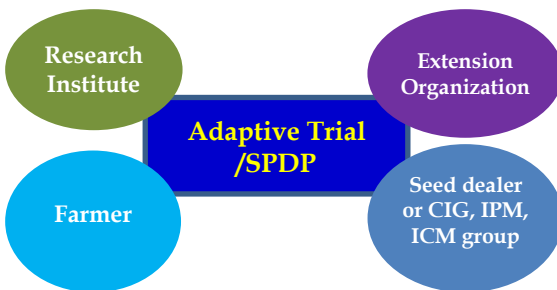 Research
Institute
Extension
Organization
Adaptive Trial
/SPDP
Farmer
Seed dealer
or CIG, IPM,
ICM group